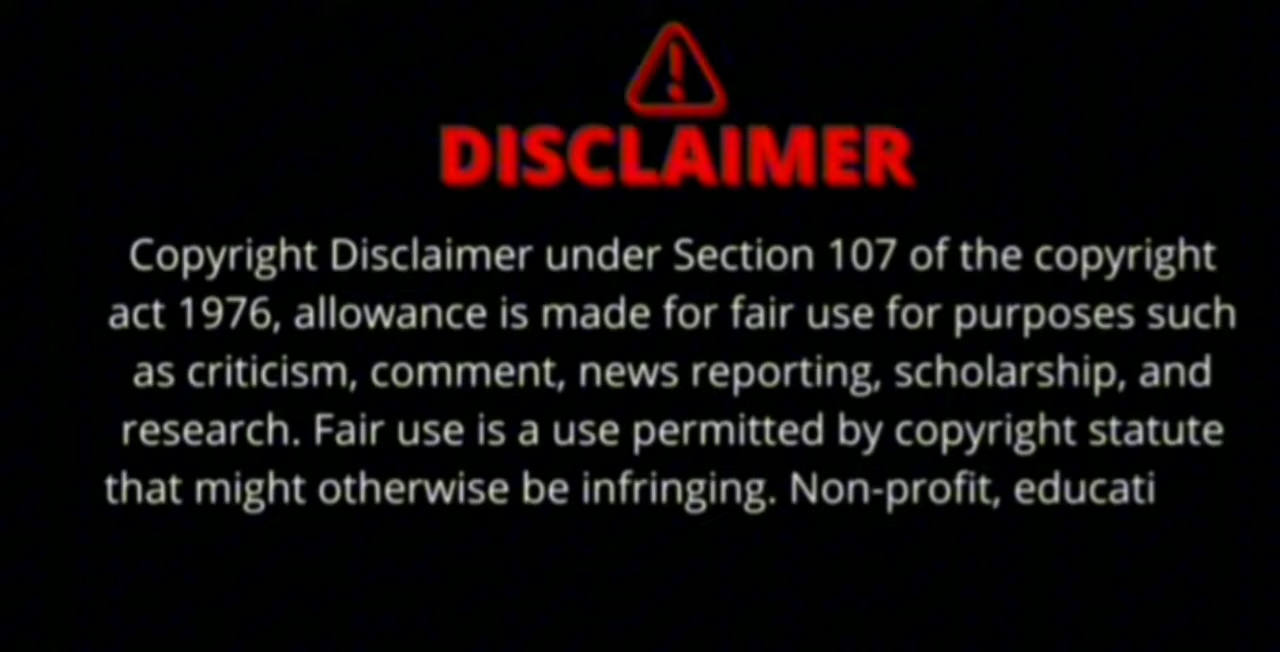 DISCLAIMER
Copyright Disclaimer under Section 107 of the copyright
act 1976, allowance is made for fair use for purposes such
as criticism, comment, news reporting, scholarship, and
research. Fair use is a use permitted by copyright statute
that might otherwise be infringing. Non-profit, educati